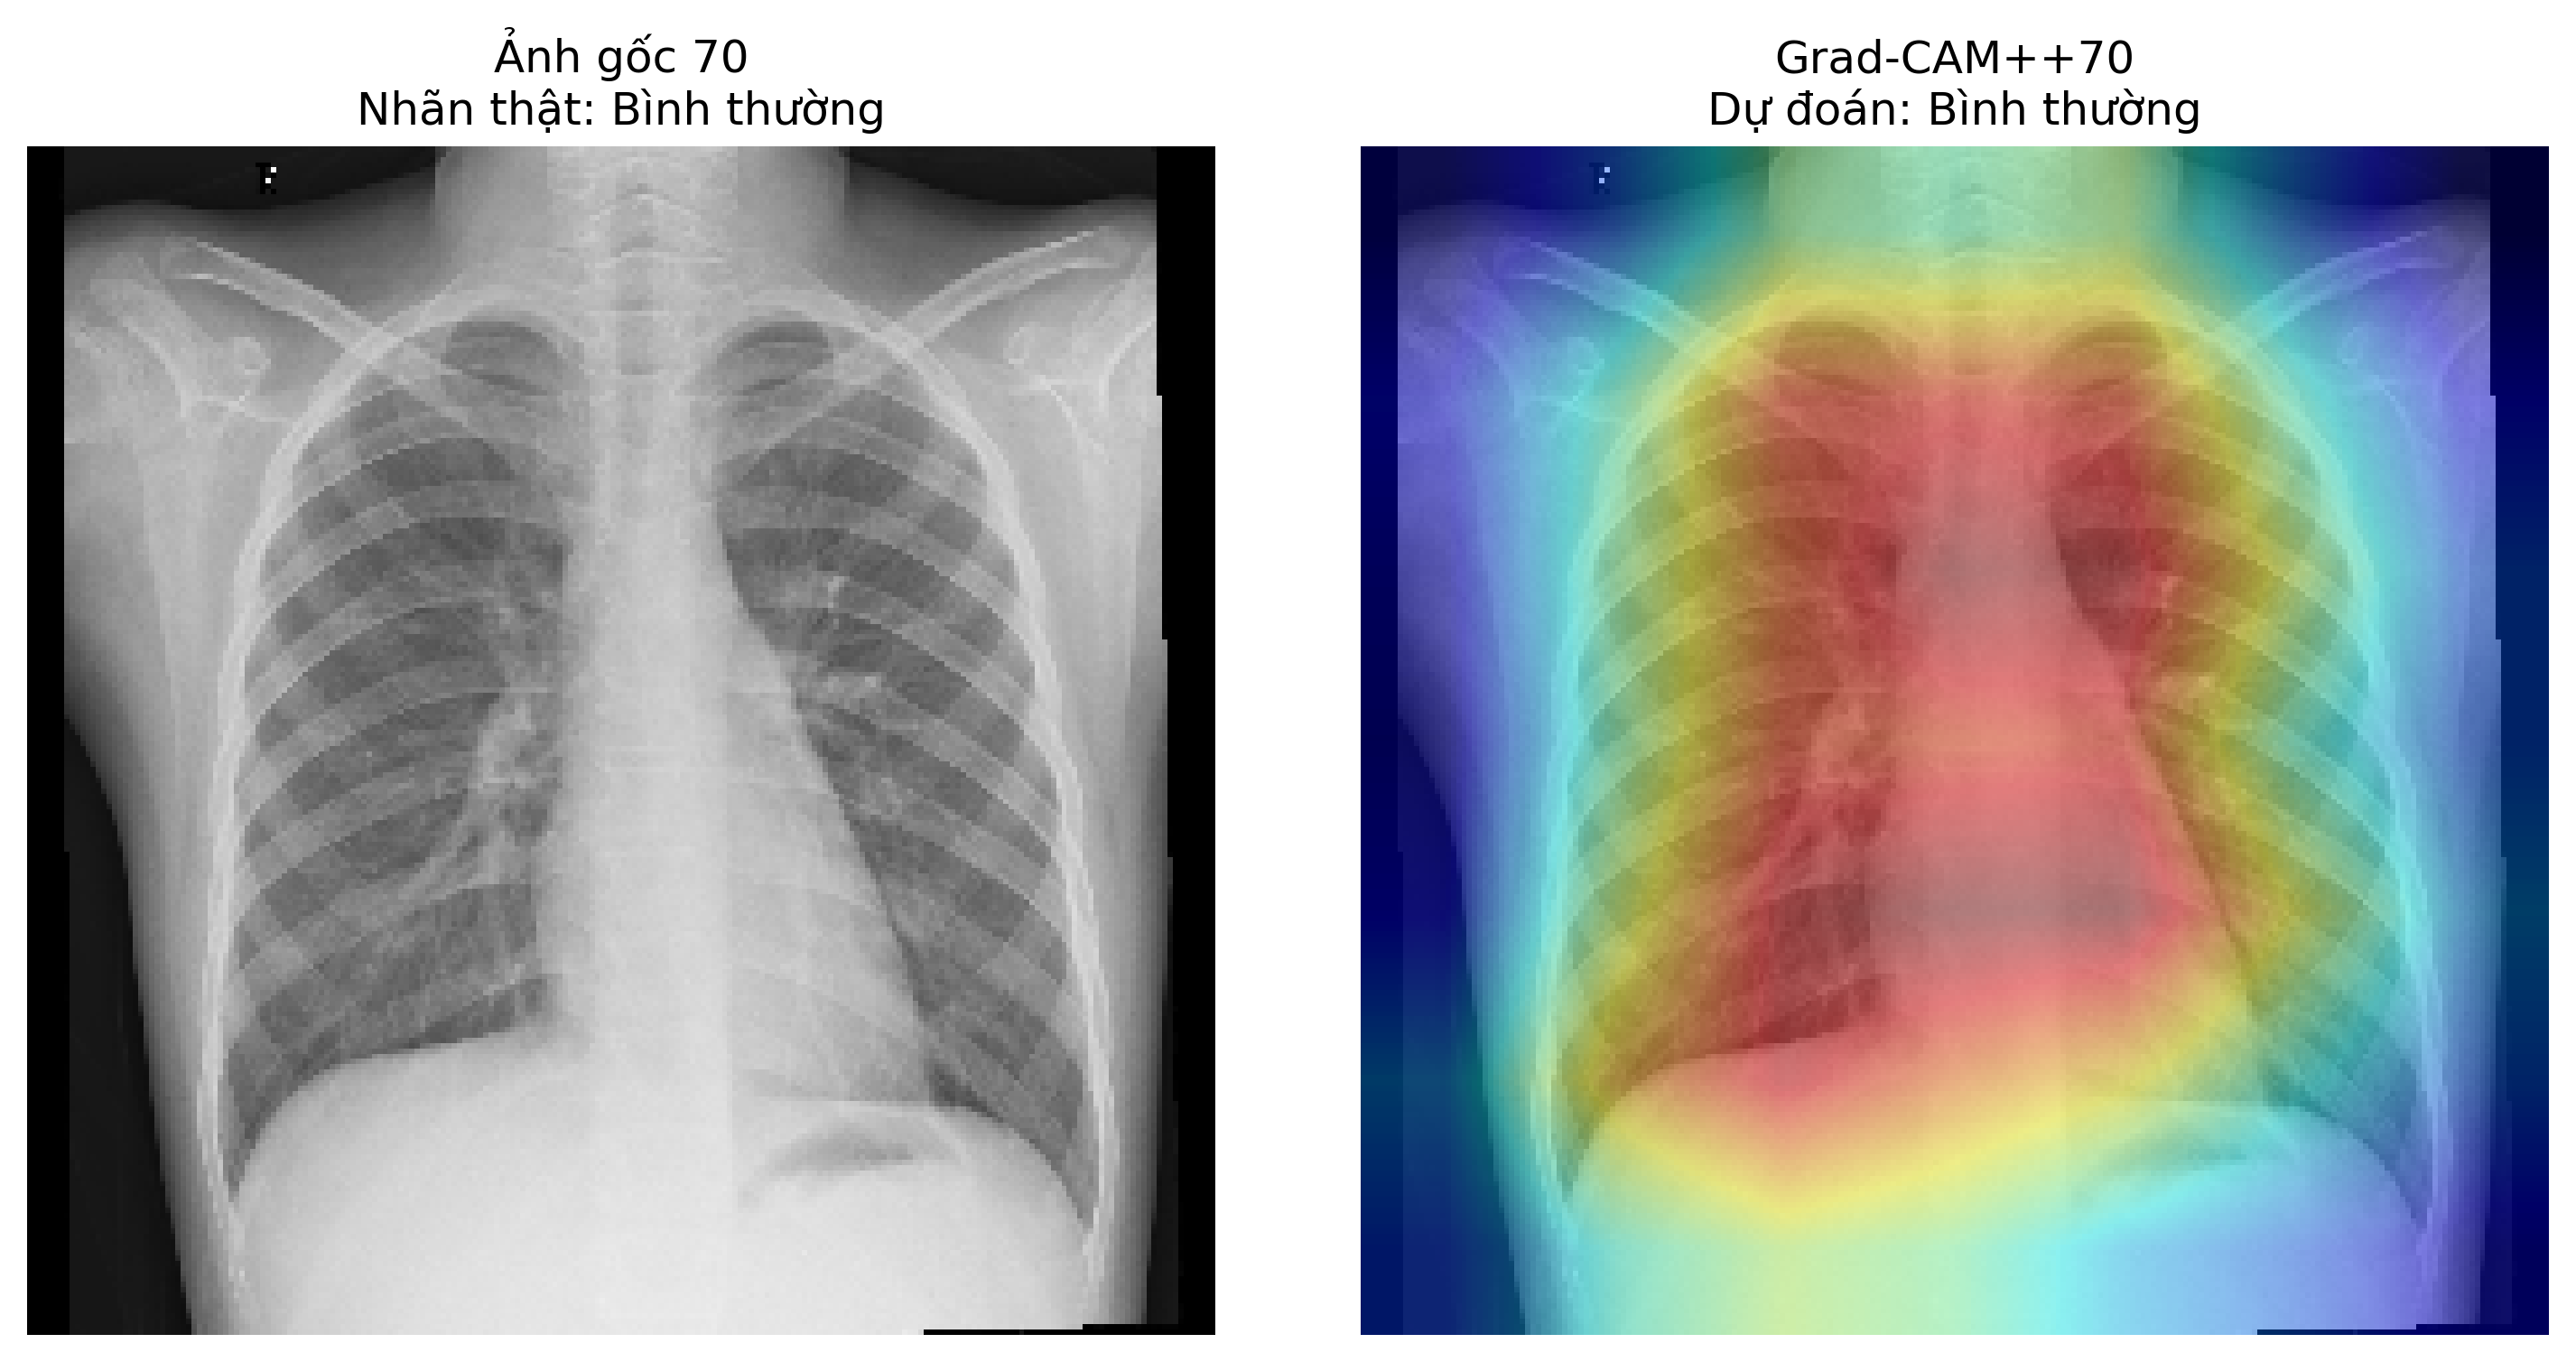 Ảnh gốc 70
Nhãn thật: Bình thường
Grad-CAM++70
Dự đoán: Bình thường